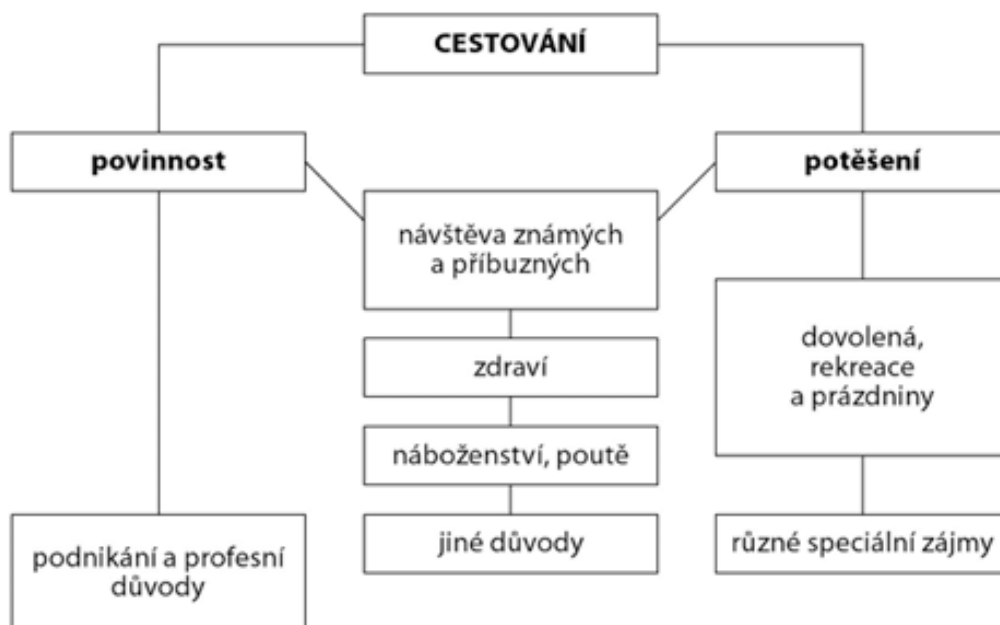 CESTOVÁNÍ
povinnost
potěšení
návštěva známých
a příbuzných
dovolená,
rekreace
a prázdniny
zdraví
náboženství, poutě
jiné důvody
různé speciální zájmy
podnikání a profesní
důvody